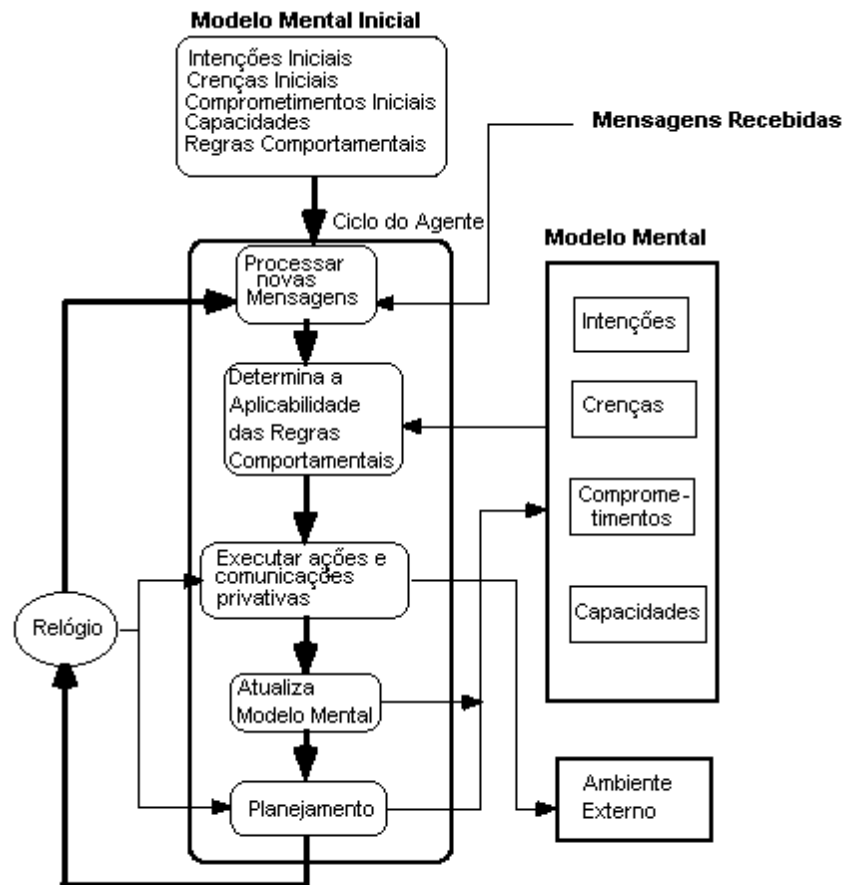 Modelo Mental Inicial
Intenções Iniciais
Crenças Iniciais
Comprometimentos Iniciais
Capacidades
Regras Comportamentais
Mensagens Recebidas
Ciclo do Agente
Modelo Mental
Processar
novas
Mensagens
Intenções
Determina a
Aplicabilidade
das Regras
Comportamentais
Crenças
Comprome-
timentos
Executar ações e
comunicações
privativas
Capacidades
Relógio
Atualiza
Modelo Mental
Planejamento
Ambiente
Externo